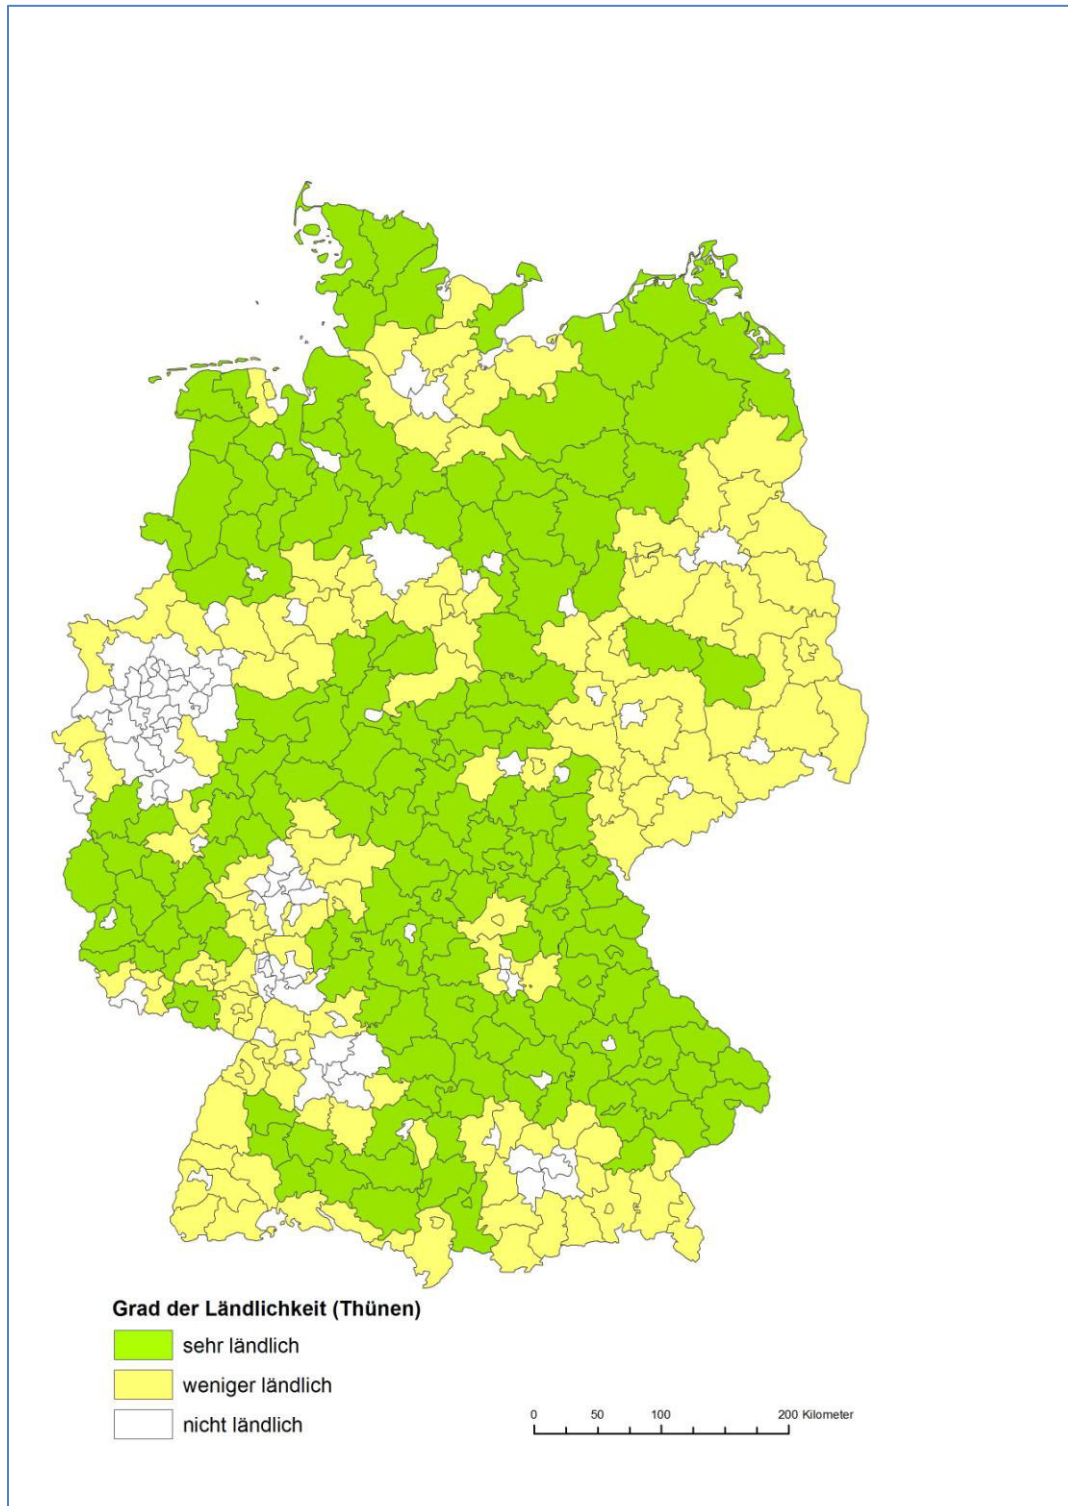 Grad der Ländlichkeit (Thünen)
sehr ländlich
weniger ländlich
nicht ländlich
0 50 100 200 Kilometer